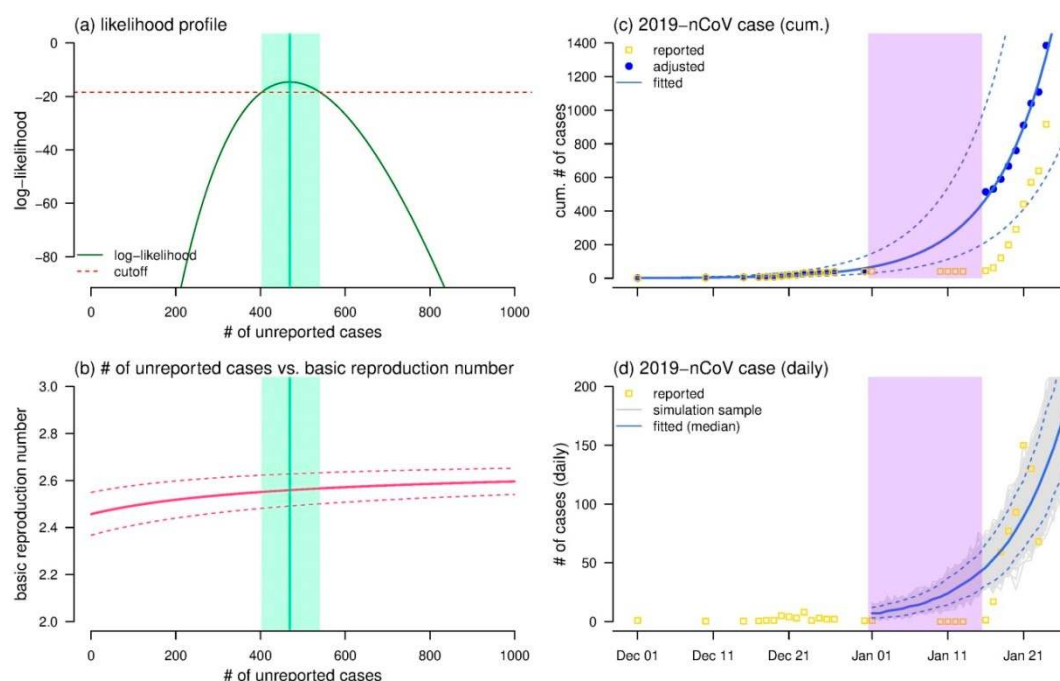 (a) likelihood profile
0
−20
−40
−60
−80
log−likelihood
log−likelihood
cutoff
0 200 400 600 800 1000
# of unreported cases
(b) # of unreported cases vs. basic reproduction number
3.0
2.8
2.6
2.4
2.2
2.0
basic reproduction number
0 200 400 600 800 1000
# of unreported cases
(c) 2019−nCoV case (cum.)
1400
1200
1000
800
600
400
200
0
cum. # of cases
reported
adjusted
fitted
(d) 2019−nCoV case (daily)
200
150
100
50
0
# of cases (daily)
reported
simulation sample
fitted (median)
Dec 01 Dec 11 Dec 21 Jan 01 Jan 11 Jan 21